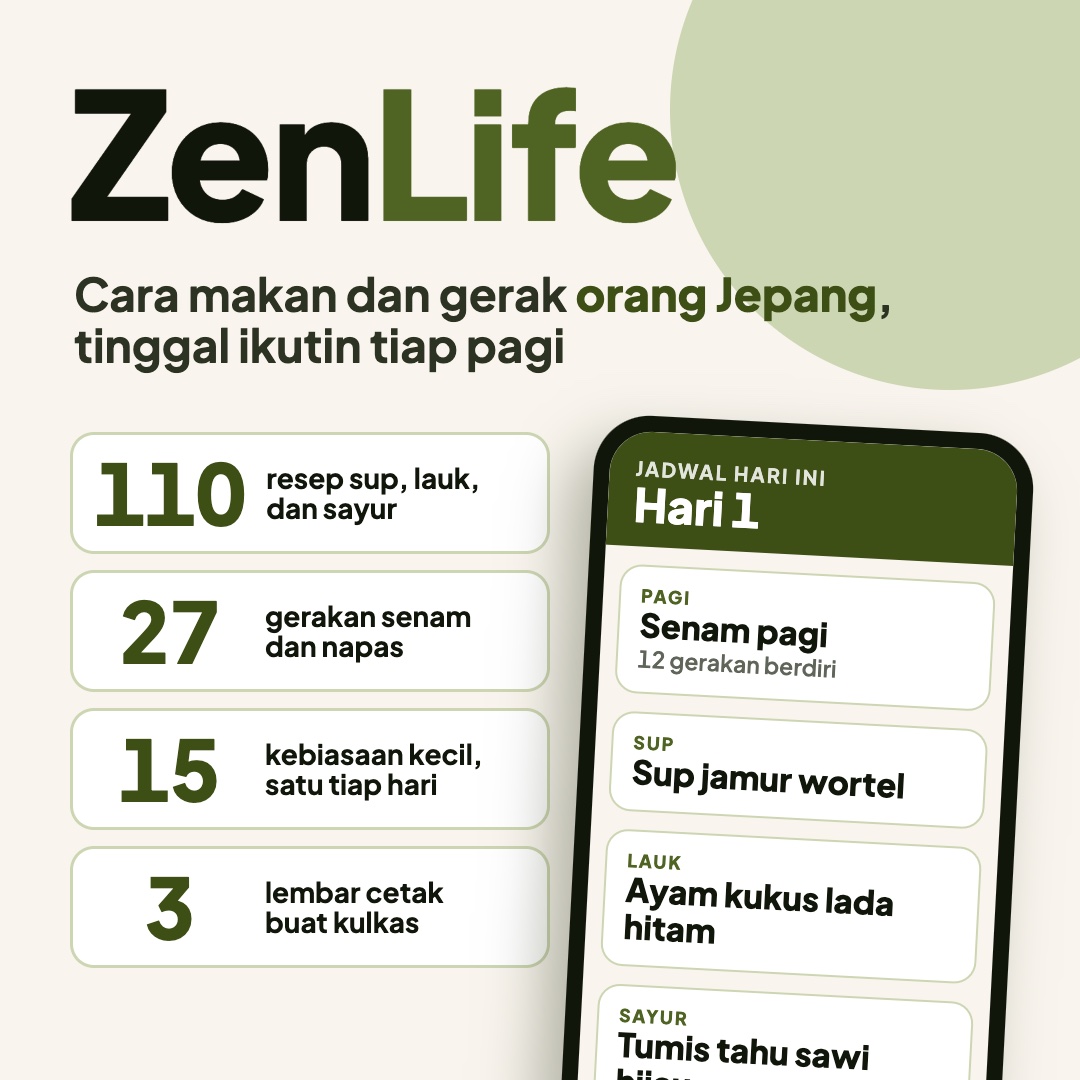 ZenLife
Cara makan dan gerak orang Jepang,
tinggal ikutin tiap pagi
110
resep sup, lauk,
dan sayur
27
gerakan senam
dan napas
15
kebiasaan kecil,
satu tiap hari
3
lembar cetak
buat kulkas
JADWAL HARI INI
Hari 1
PAGI
Senam pagi
12 gerakan berdiri
SUP
Sup jamur wortel
LAUK
Ayam kukus lada
hitam
SAYUR
Tumis tahu sawi